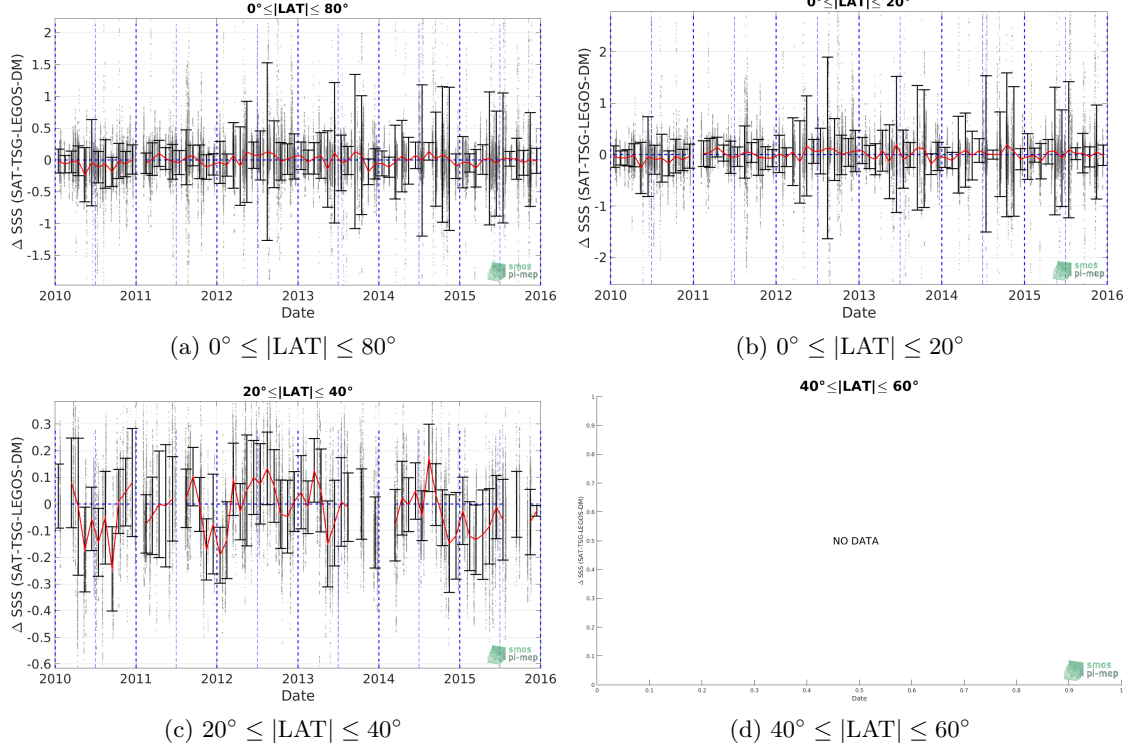 0°≤|LAT|≤ 80°
Δ SSS (SAT-TSG-LEGOS-DM)
2
1.5
1
0.5
0
-0.5
-1
-1.5
2010 2011 2012 2013 2014 2015 2016
Date
smos
pi-mep
(a) 0° ≤ |LAT| ≤ 80°
0°≤|LAT|≤ 20°
Δ SSS (SAT-TSG-LEGOS-DM)
2
1
0
-1
-2
2010 2011 2012 2013 2014 2015 2016
Date
smos
pi-mep
(b) 0° ≤ |LAT| ≤ 20°
20°≤|LAT|≤ 40°
Δ SSS (SAT-TSG-LEGOS-DM)
0.3
0.2
0.1
0
-0.1
-0.2
-0.3
-0.4
-0.5
-0.6
2010 2011 2012 2013 2014 2015 2016
Date
smos
pi-mep
(c) 20° ≤ |LAT| ≤ 40°
40°≤|LAT|≤ 60°
Δ SSS (SAT-TSG-LEGOS-DM)
1
0.9
0.8
0.7
0.6
0.5
0.4
0.3
0.2
0.1
0
NO DATA
0 0.1 0.2 0.3 0.4 0.5 0.6 0.7 0.8 0.9 1
Date
smos
pi-mep
(d) 40° ≤ |LAT| ≤ 60°